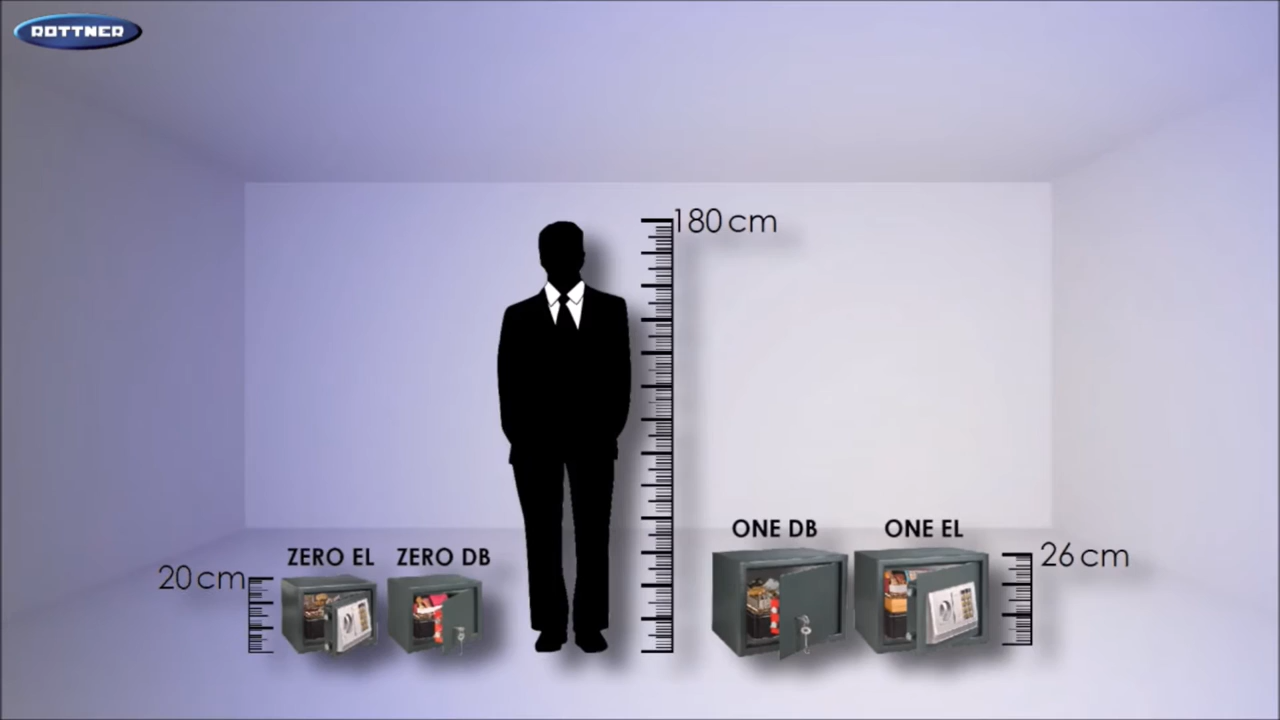 ROTTNER
180 cm
ONE DB
ONE EL
ZERO EL
ZERO DB
26 cm
20 cm